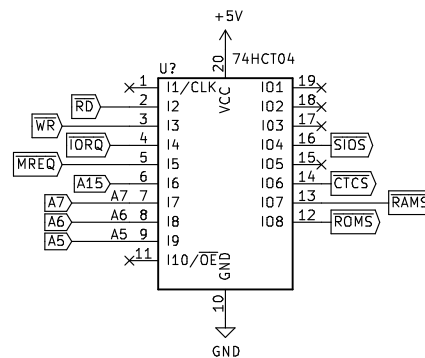 +5V
U? 20 74HCT04
1 I1/CLK VCC IO1 19
RD 2 I2 IO2 18
WR 3 I3 IO3 17
IORQ 4 I4 IO4 16 SIOS
MREQ 5 I5 IO5 15
A15 6 I6 IO6 14 CTCS
A7 A7 7 I7 IO7 13 RAMS
A6 A6 8 I8 IO8 12 ROMS
A5 A5 9 I9
11 I10/OE GND
10
GND